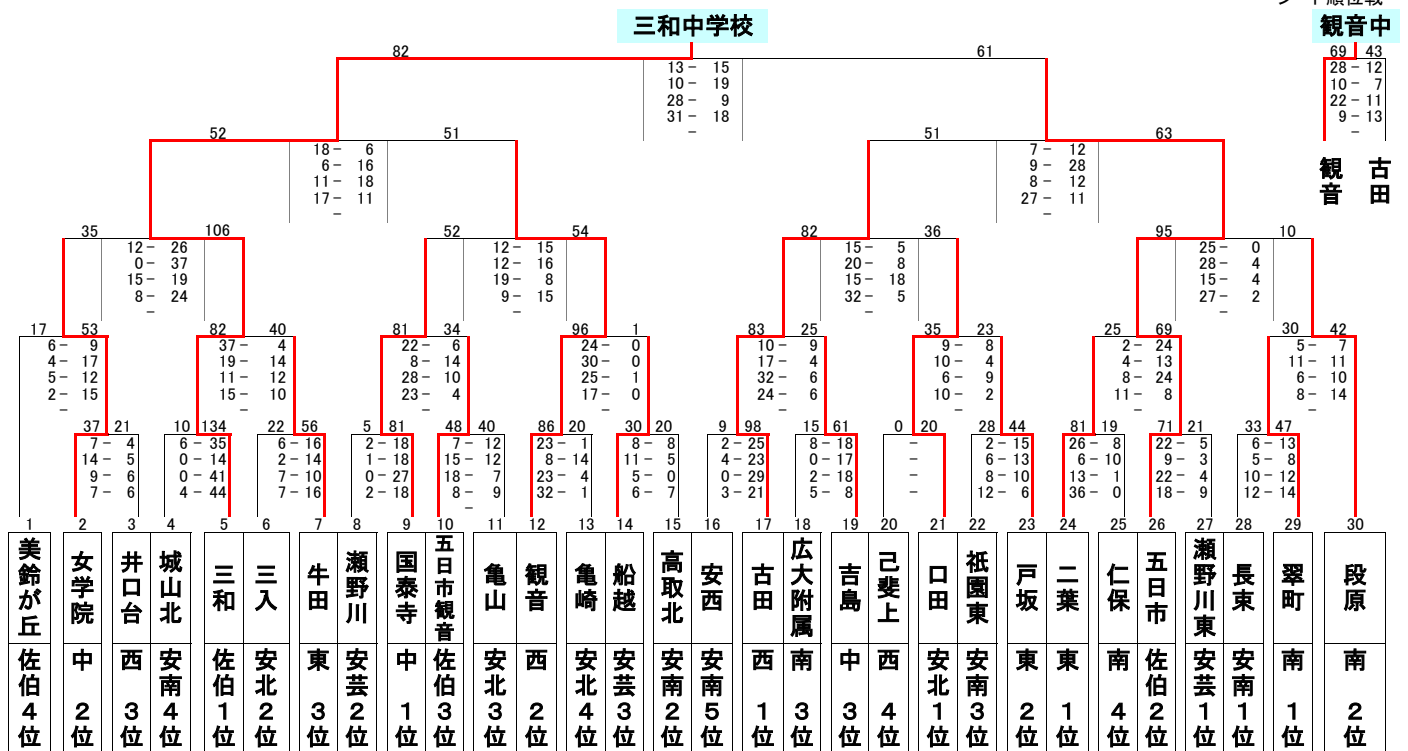 三和中学校
観音中
82 61
69 43
13 - 15
10 - 19
28 - 9
31 - 18
-
28 - 12
10 - 7
22 - 11
9 - 13
-
観音 古田
52 51
51 63
18 - 6
6 - 16
11 - 18
17 - 11
-
7 - 12
9 - 28
8 - 12
27 - 11
-
35 106
52 54
82 36
95 10
12 - 26
0 - 37
15 - 19
8 - 24
-
12 - 15
12 - 16
19 - 8
9 - 15
-
15 - 5
20 - 8
15 - 18
32 - 5
-
25 - 0
28 - 4
15 - 4
27 - 2
-
17 53
82 40
81 34
96 1
83 25
35 23
25 69
30 42
6 - 9
4 - 17
5 - 12
2 - 15
-
37 - 4
19 - 14
11 - 12
15 - 10
-
22 - 6
8 - 14
28 - 10
23 - 4
-
24 - 0
30 - 0
25 - 1
17 - 0
-
10 - 9
17 - 4
32 - 6
24 - 6
-
9 - 8
10 - 4
6 - 9
10 - 2
-
2 - 24
4 - 13
8 - 24
11 - 8
-
5 - 7
11 - 11
6 - 10
8 - 14
-
37 21
10 134
22 56
5 81
48 40
86 20
30 20
9 98
15 61
0 20
28 44
81 19
71 21
33 47
7 - 4
14 - 5
9 - 6
7 - 6
6 - 35
0 - 14
0 - 41
4 - 44
6 - 16
2 - 14
7 - 10
7 - 16
2 - 18
1 - 18
0 - 27
2 - 18
7 - 12
15 - 12
18 - 7
8 - 9
-
23 - 1
8 - 14
23 - 4
32 - 1
8 - 8
11 - 5
5 - 0
6 - 7
2 - 25
4 - 23
0 - 29
3 - 21
8 - 18
0 - 17
2 - 18
5 - 8
-
-
-
-
2 - 15
6 - 13
8 - 10
12 - 6
26 - 8
6 - 10
13 - 1
36 - 0
22 - 5
9 - 3
22 - 4
18 - 9
6 - 13
5 - 8
10 - 12
12 - 14
1 2 3 4 5 6 7 8 9 10 11 12 13 14 15 16 17 18 19 20 21 22 23 24 25 26 27 28 29 30
美鈴が丘 女学院 井口台 城山北 三和 三入 牛田 瀬野川 国泰寺 五日市観音 亀山 観音 亀崎 船越 高取北 安西 古田 広大附属 吉島 己斐上 口田 祇園東 戸坂 二葉 仁保 五日市 瀬野川東 長束 翠町 段原
佐伯4位 中2位 西3位 安南4位 佐伯1位 安北2位 東3位 安芸2位 中1位 佐伯3位 安北3位 西2位 安北4位 安芸3位 安南2位 安南5位 西1位 南3位 中3位 西4位 安北1位 安南3位 東2位 東1位 南4位 佐伯2位 安芸1位 安南1位 南1位 南2位